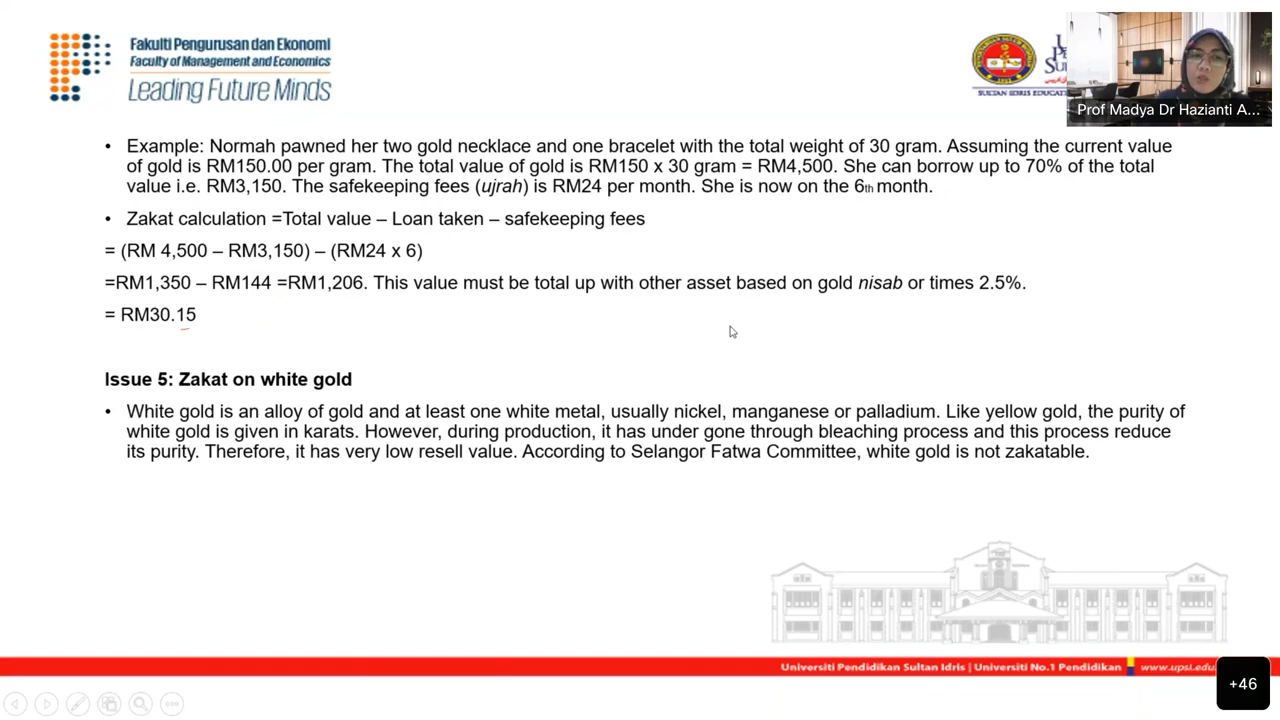 Fakulti Pengurusan dan Ekonomi
Faculty of Management and Economics
Leading Future Minds
SULTAN IDRIS EDUCAT
Prof Madya Dr Hazianti A...
• Example: Normah pawned her two gold necklace and one bracelet with the total weight of 30 gram. Assuming the current value
of gold is RM150.00 per gram. The total value of gold is RM150 x 30 gram = RM4,500. She can borrow up to 70% of the total
value i.e. RM3,150. The safekeeping fees (ujrah) is RM24 per month. She is now on the 6th month.
• Zakat calculation =Total value – Loan taken – safekeeping fees
= (RM 4,500 – RM3,150) – (RM24 x 6)
=RM1,350 – RM144 =RM1,206. This value must be total up with other asset based on gold nisab or times 2.5%.
= RM30.15
Issue 5: Zakat on white gold
• White gold is an alloy of gold and at least one white metal, usually nickel, manganese or palladium. Like yellow gold, the purity of
white gold is given in karats. However, during production, it has under gone through bleaching process and this process reduce
its purity. Therefore, it has very low resell value. According to Selangor Fatwa Committee, white gold is not zakatable.
Universiti Pendidikan Sultan Idris | Universiti No.1 Pendidikan www.upsi.edu.
+46